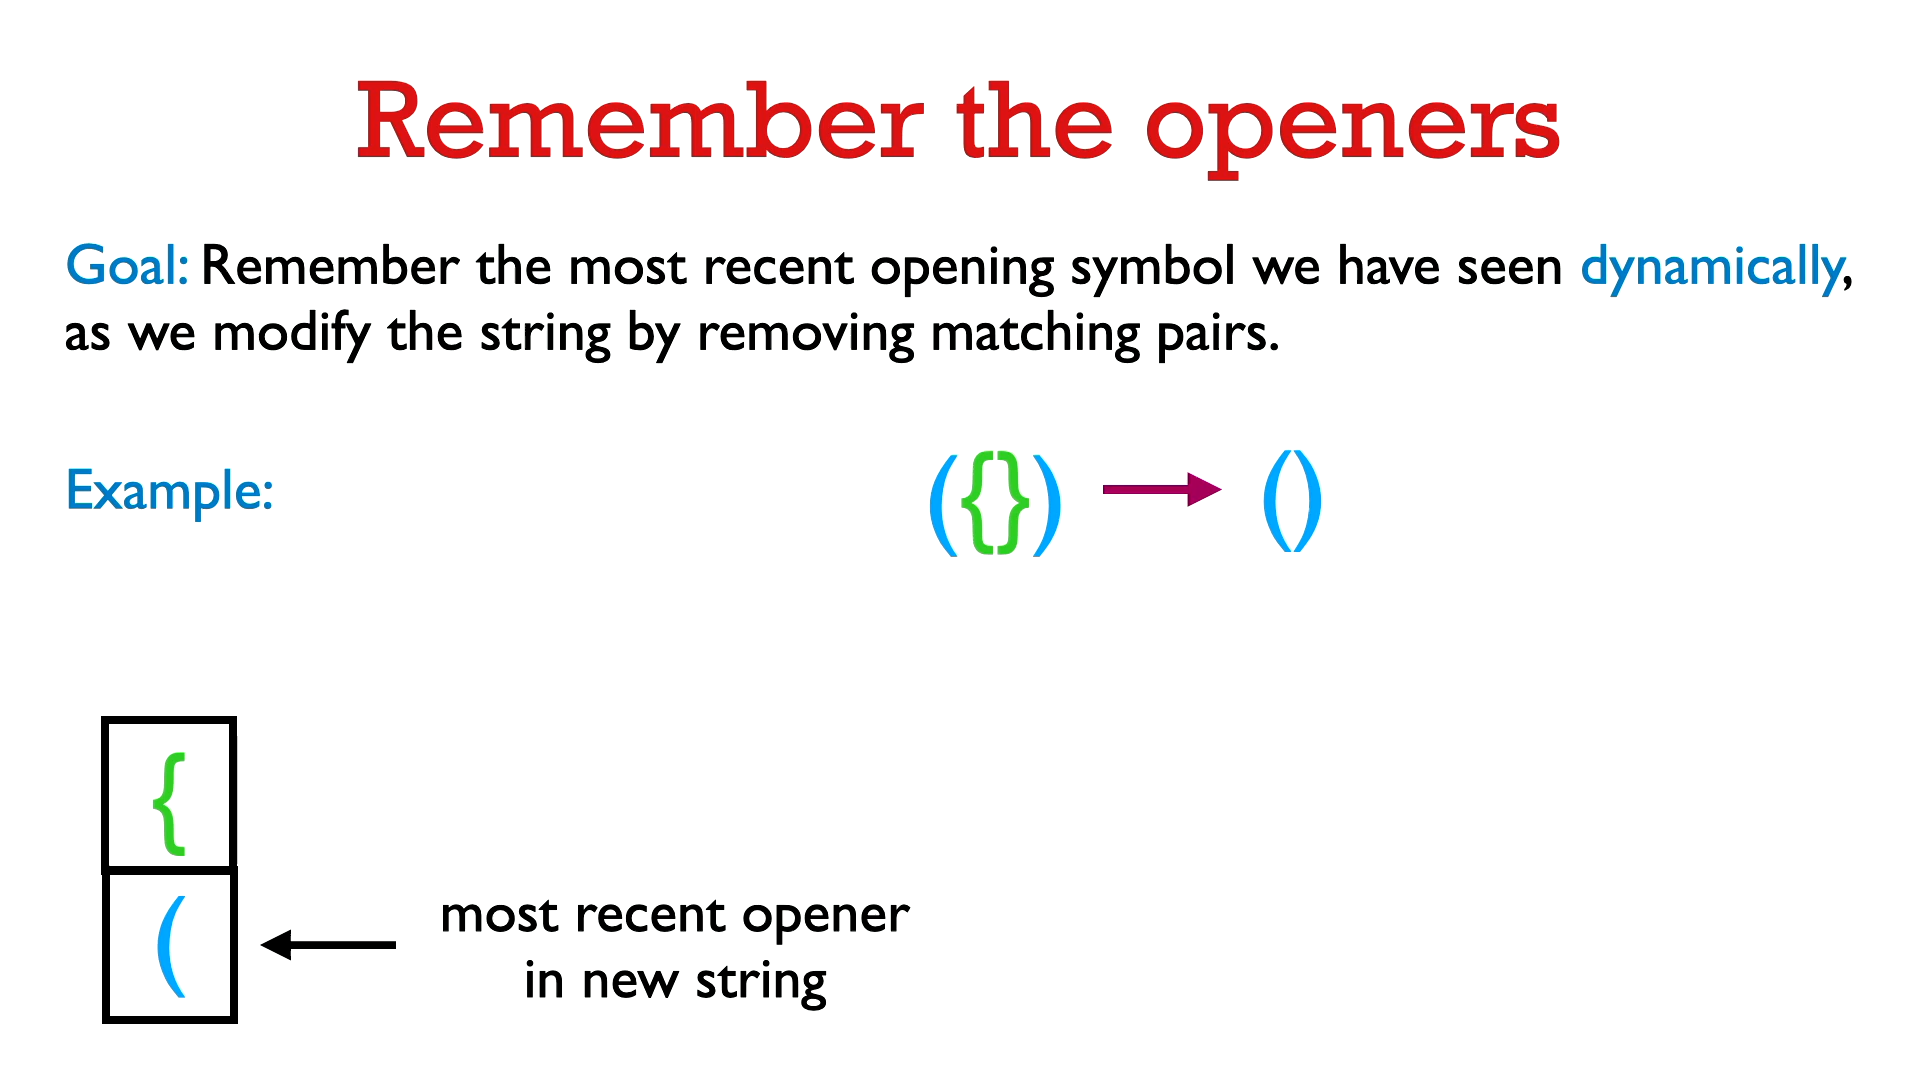 Remember the openers
Goal: Remember the most recent opening symbol we have seen dynamically,
as we modify the string by removing matching pairs.
Example: ({}) → ()
{
(
most recent opener
in new string